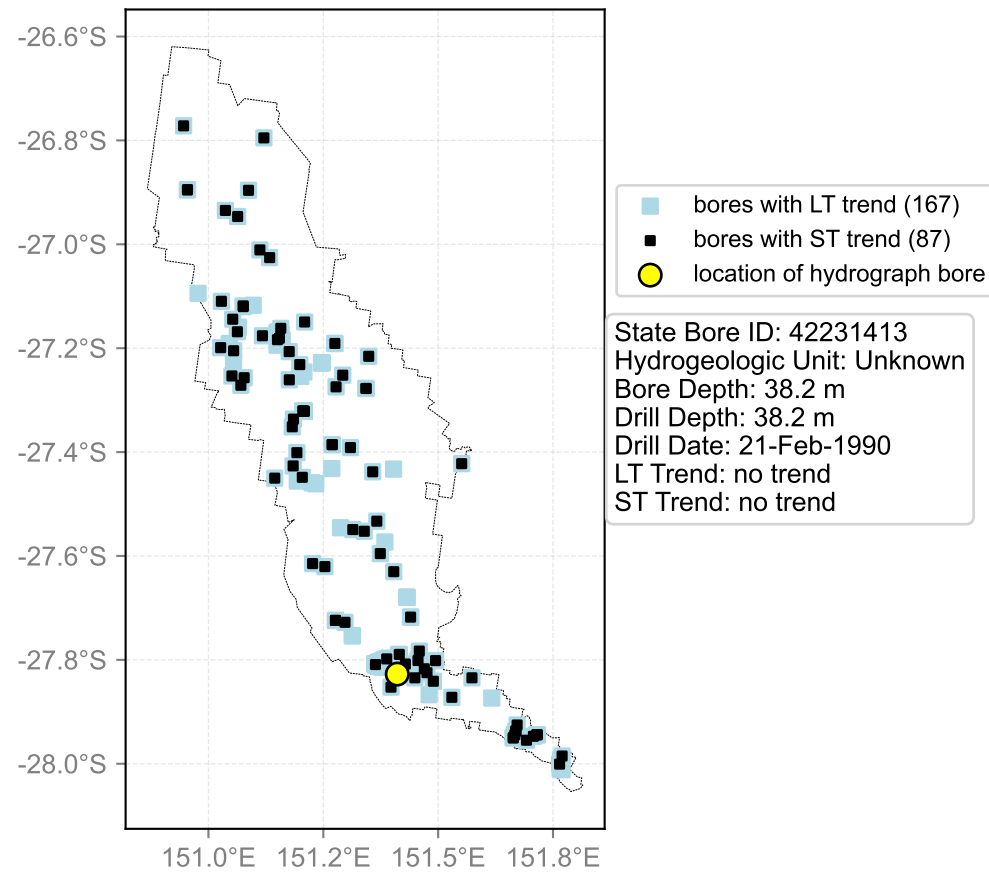 -26.6°S
-26.8°S
-27.0°S
-27.2°S
-27.4°S
-27.6°S
-27.8°S
-28.0°S
151.0°E 151.2°E 151.5°E 151.8°E
bores with LT trend (167)
bores with ST trend (87)
location of hydrograph bore
State Bore ID: 42231413
Hydrogeologic Unit: Unknown
Bore Depth: 38.2 m
Drill Depth: 38.2 m
Drill Date: 21-Feb-1990
LT Trend: no trend
ST Trend: no trend